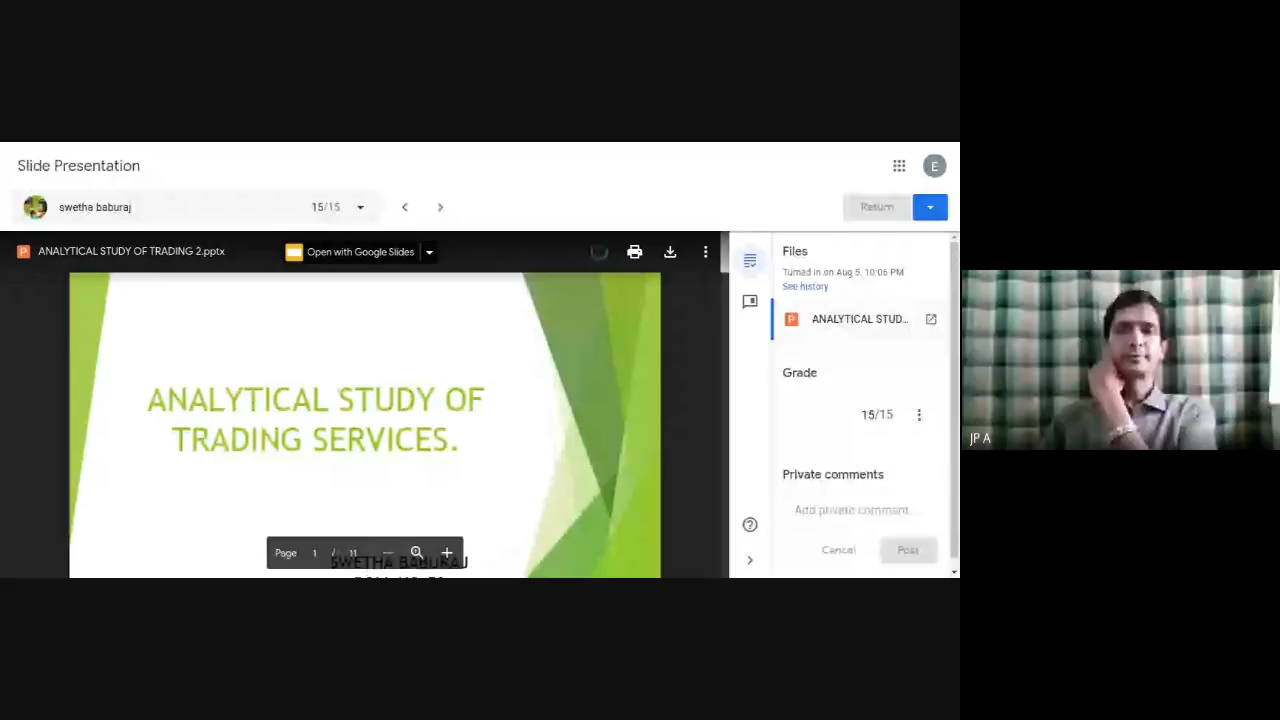 Slide Presentation
E
swetha baburaj
15/15
Return
P
ANALYTICAL STUDY OF TRADING 2.pptx
Open with Google Slides
Files
Turned in on Aug 5, 10:06 PM
See history
P
ANALYTICAL STUD...
Grade
15/15
Private comments
Add private comment...
Cancel
Post
ANALYTICAL STUDY OF
TRADING SERVICES.
Page 1 / 11
SWETHA BABURAJ
JP A